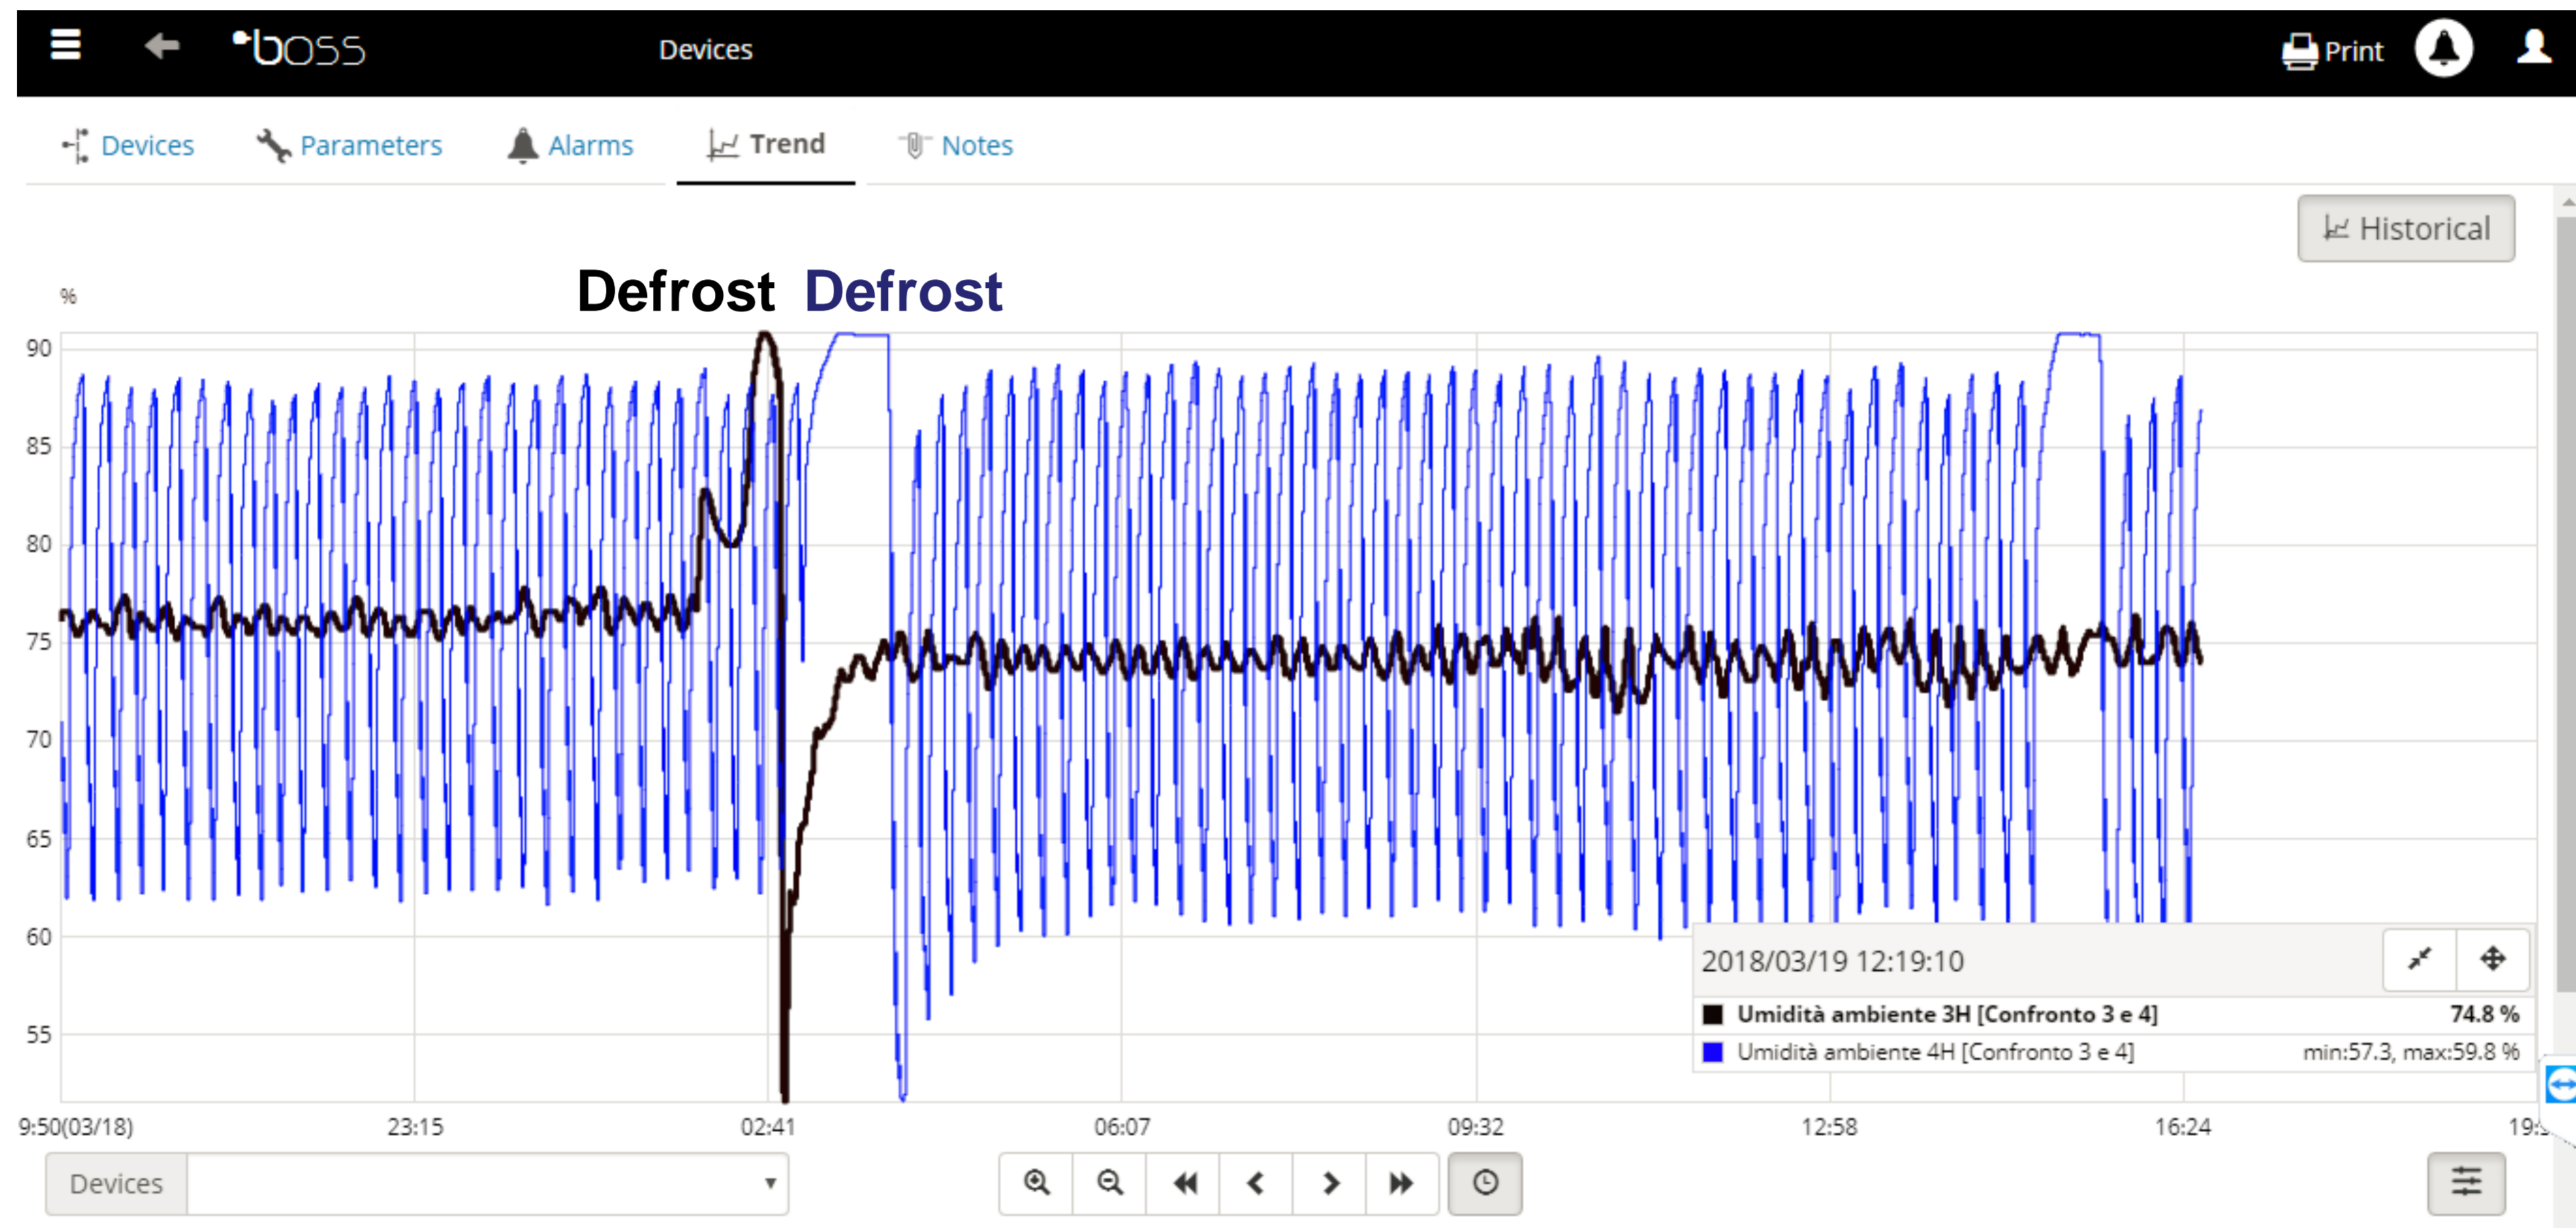 boss Devices Print
Devices Parameters Alarms Trend Notes
Historical
Defrost Defrost
%
90
85
80
75
70
65
60
55
2018/03/19 12:19:10
Umidità ambiente 3H [Confronto 3 e 4] 74.8 %
Umidità ambiente 4H [Confronto 3 e 4] min:57.3, max:59.8 %
9:50(03/18) 23:15 02:41 06:07 09:32 12:58 16:24
Devices